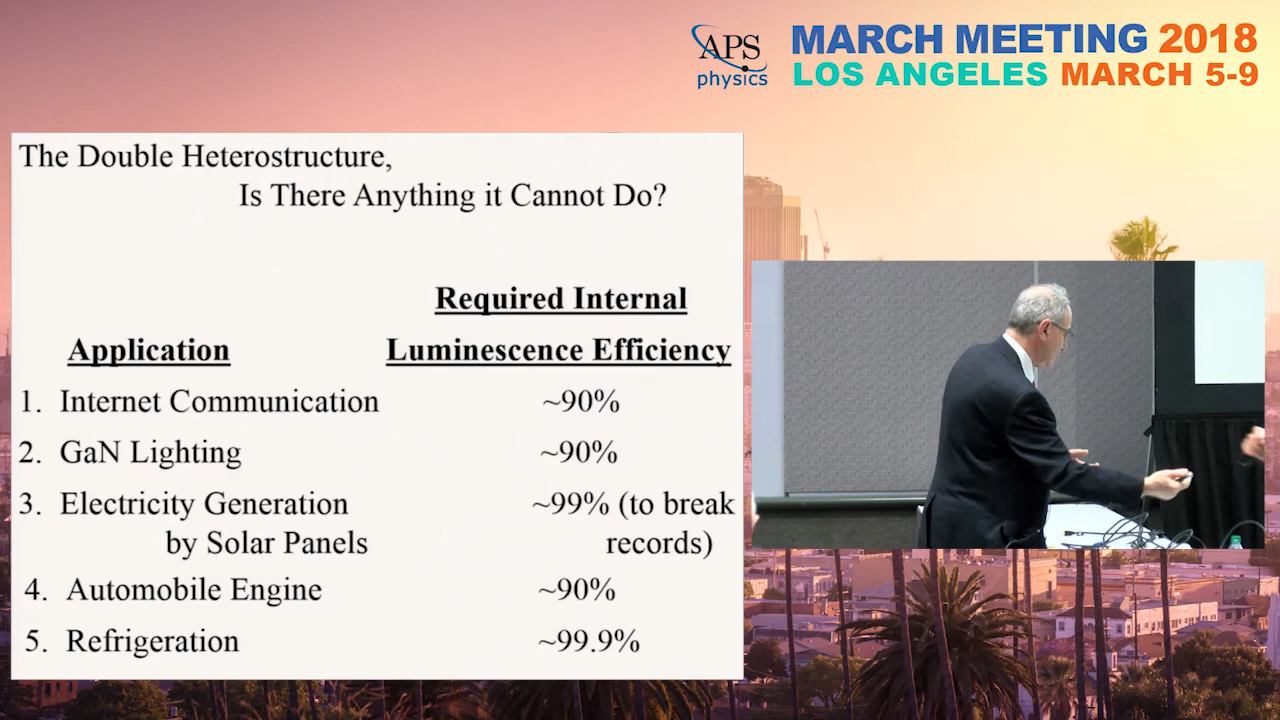 APS
physics
MARCH MEETING 2018
LOS ANGELES MARCH 5-9
The Double Heterostructure,
Is There Anything it Cannot Do?
Required Internal
Application Luminescence Efficiency
1. Internet Communication ~90%
2. GaN Lighting ~90%
3. Electricity Generation ~99% (to break
by Solar Panels records)
4. Automobile Engine ~90%
5. Refrigeration ~99.9%